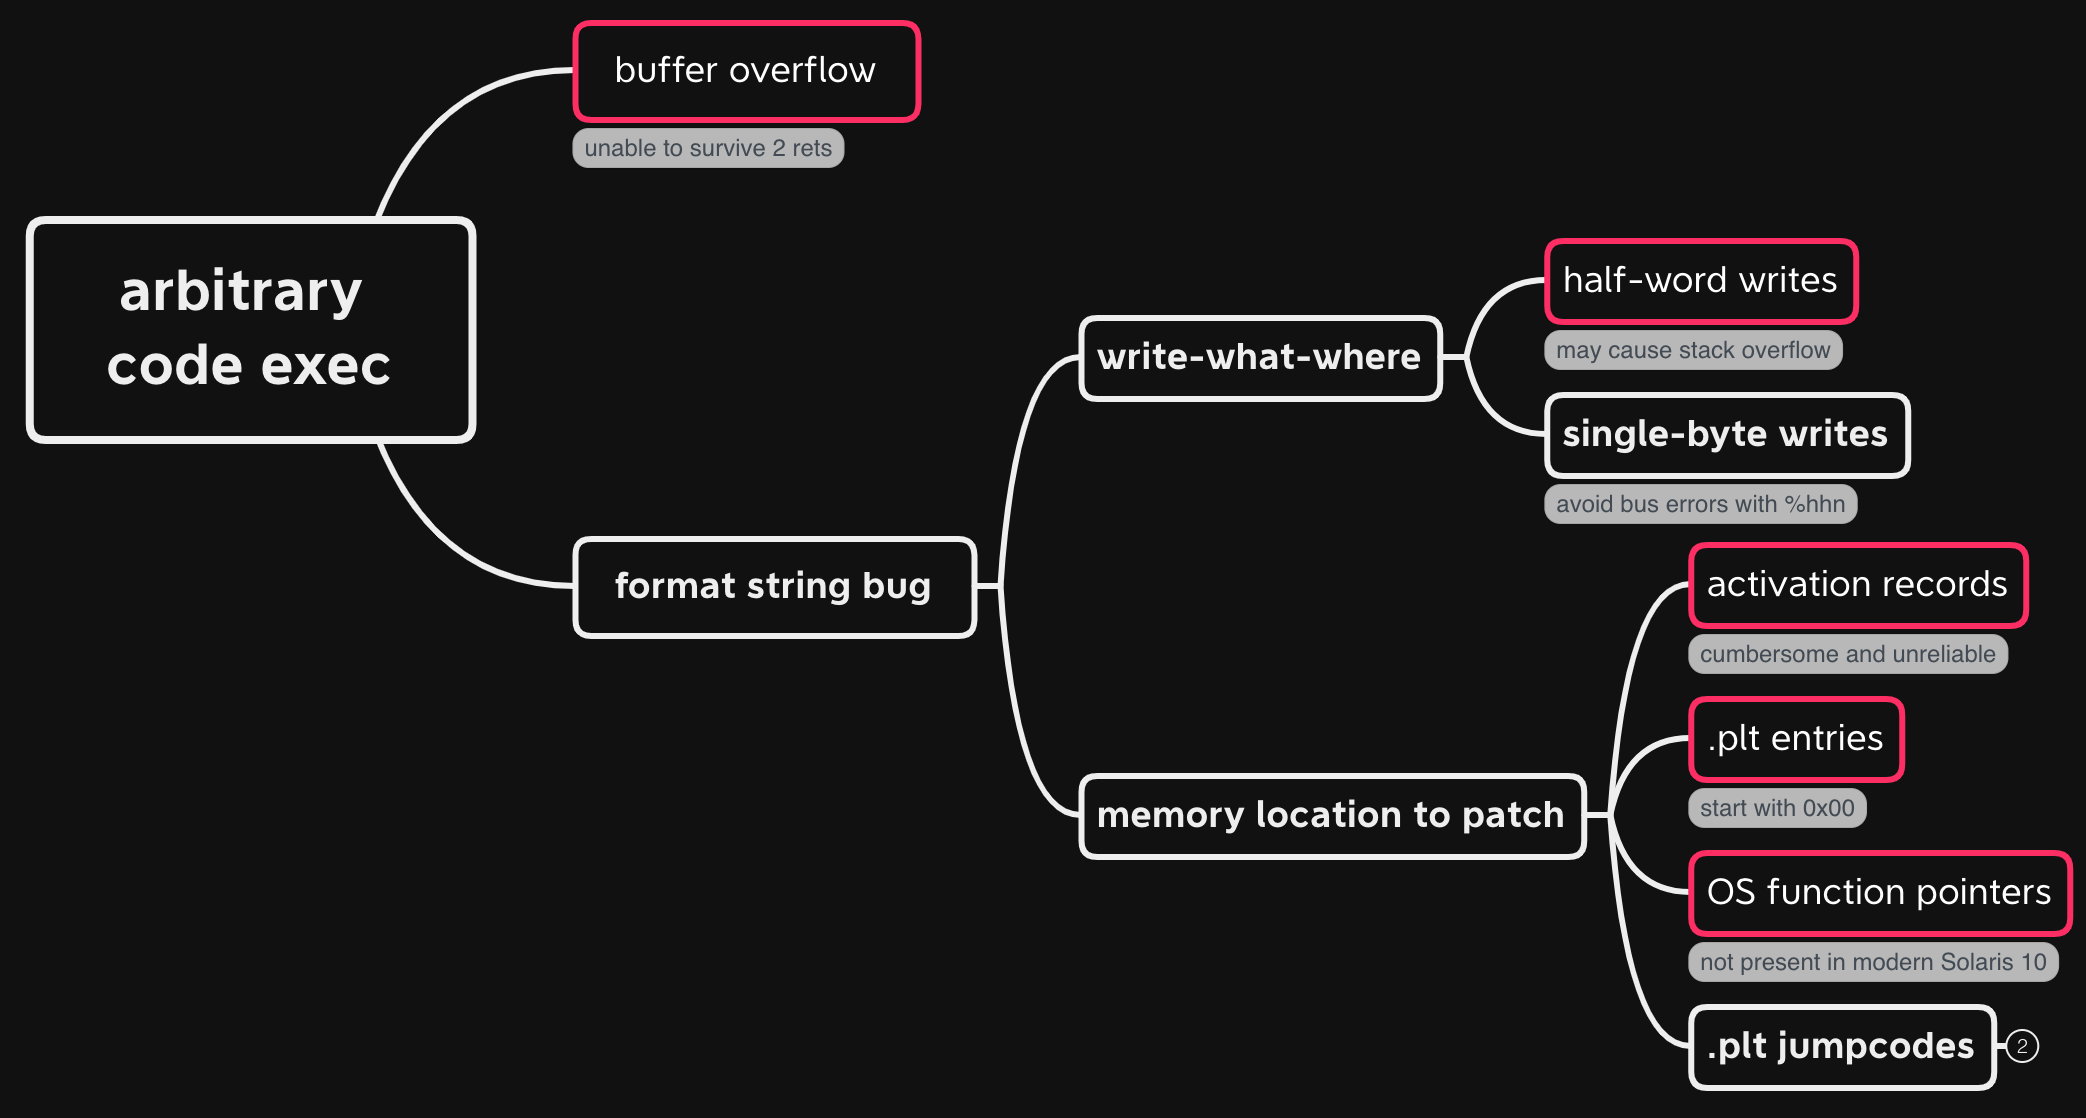 buffer overflow
unable to survive 2 rets
arbitrary
code exec
half-word writes
may cause stack overflow
write-what-where
single-byte writes
avoid bus errors with %hhn
format string bug
activation records
cumbersome and unreliable
.plt entries
start with 0x00
memory location to patch
OS function pointers
not present in modern Solaris 10
.plt jumpcodes
2